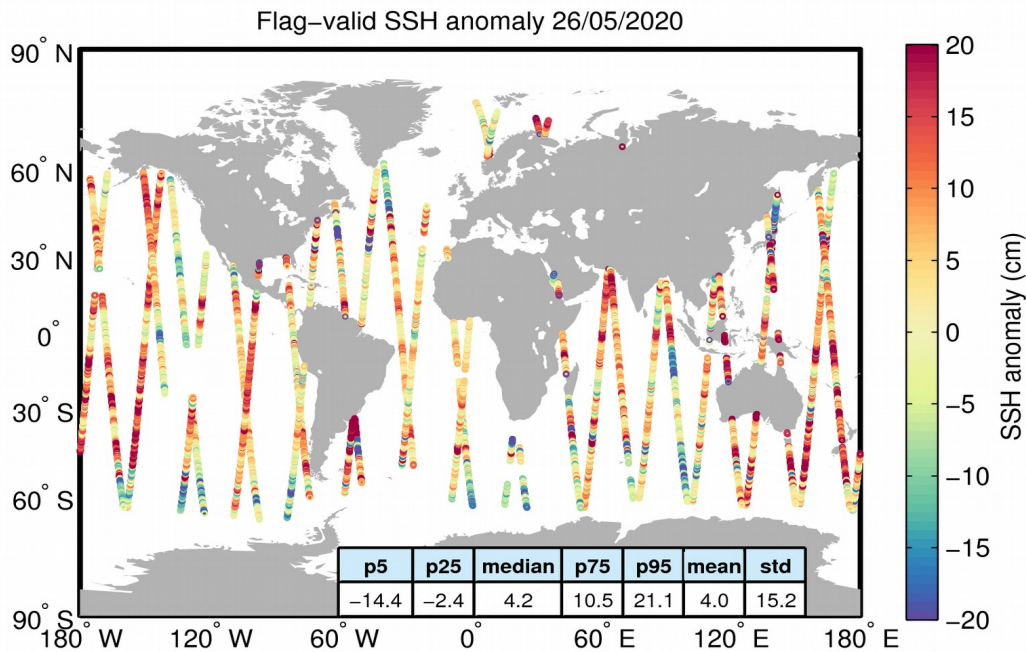 Flag−valid SSH anomaly 26/05/2020
90° N
60° N
30° N
0°
30° S
60° S
90° S
180° W
120° W
60° W
0°
60° E
120° E
180° E
p5 p25 median p75 p95 mean std
−14.4 −2.4 4.2 10.5 21.1 4.0 15.2
20
15
10
5
0
−5
−10
−15
−20
SSH anomaly (cm)